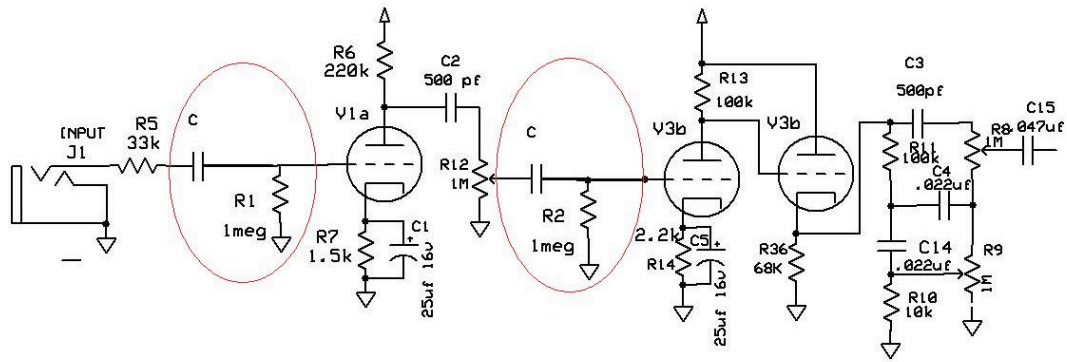 INPUT
J1
R5
33k
C
R1
1meg
R6
220k
V1a
R7
1.5k
C1
25uf 16v
C2
500 pf
R12
1M
C
R2
1meg
R13
100k
V3b
2.2k
R14
C5
25uf 16v
V3b
R36
68K
C3
500pf
R11
100k
R8
1M
C15
.047uf
C4
.022uf
C14
.022uf
R9
1M
R10
10k